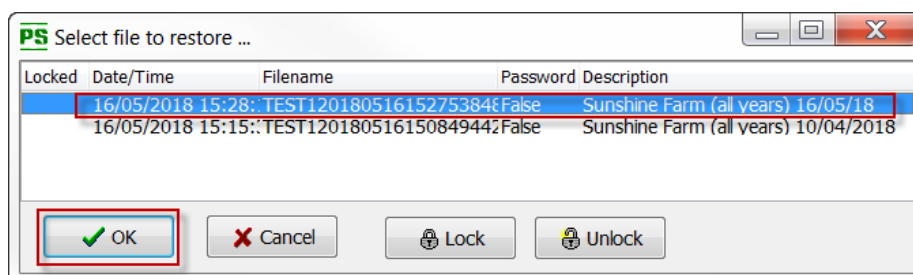 PS Select file to restore ...
Locked Date/Time Filename Password Description
16/05/2018 15:28: TEST120180516152753848 False Sunshine Farm (all years) 16/05/18
16/05/2018 15:15: TEST120180516150849442 False Sunshine Farm (all years) 10/04/2018
OK Cancel Lock Unlock